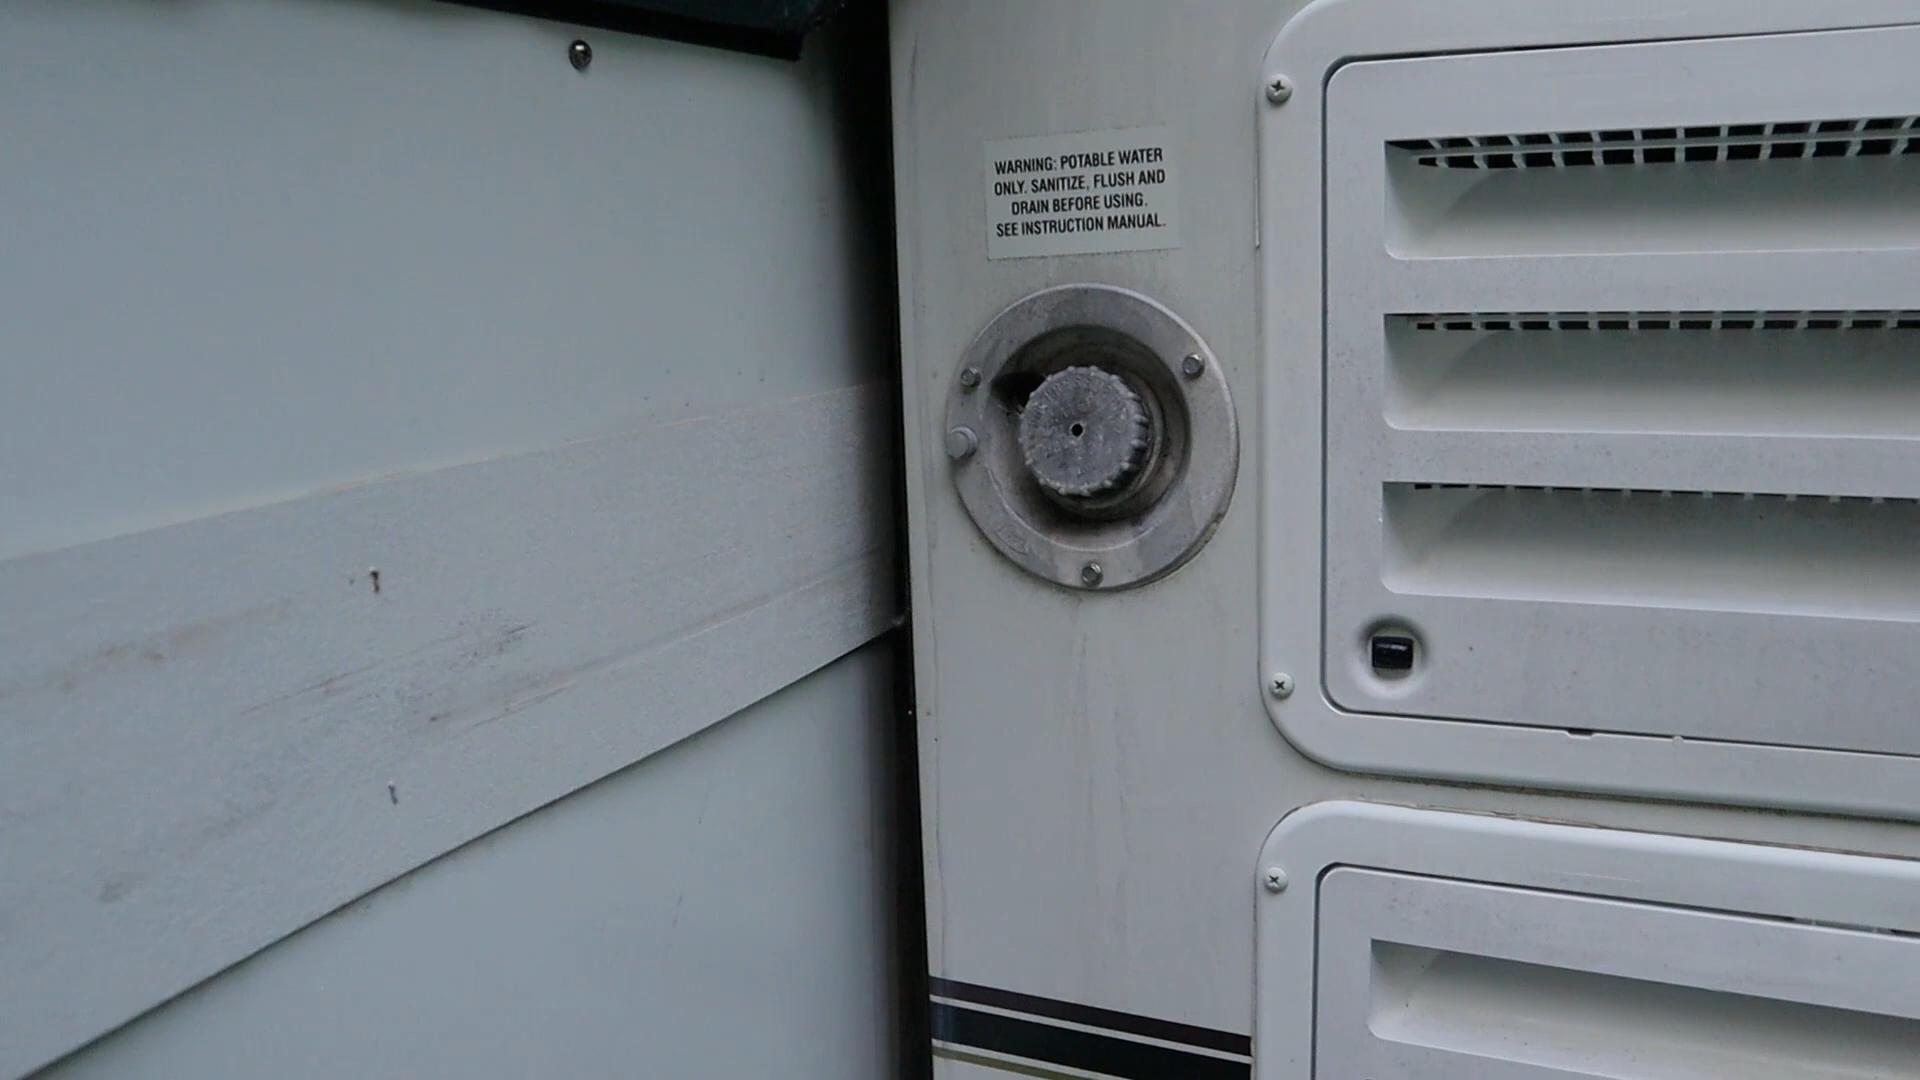 WARNING: POTABLE WATER
ONLY. SANITIZE, FLUSH AND
DRAIN BEFORE USING.
SEE INSTRUCTION MANUAL.